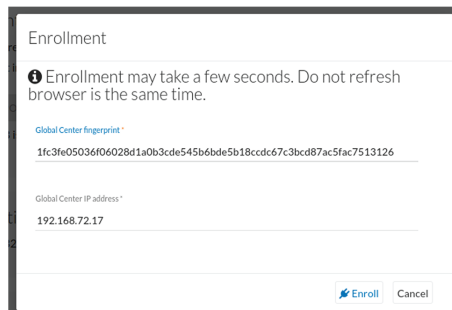 Enrollment
Enrollment may take a few seconds. Do not refresh
browser is the same time.
Global Center fingerprint *
1fc3fe05036f06028d1a0b3cde545b6bde5b18ccdc67c3bcd87ac5fac7513126
Global Center IP address *
192.168.72.17
Enroll Cancel